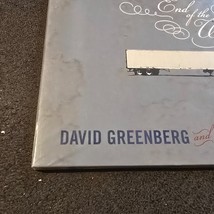 End
of the
DAVID GREENBERG and